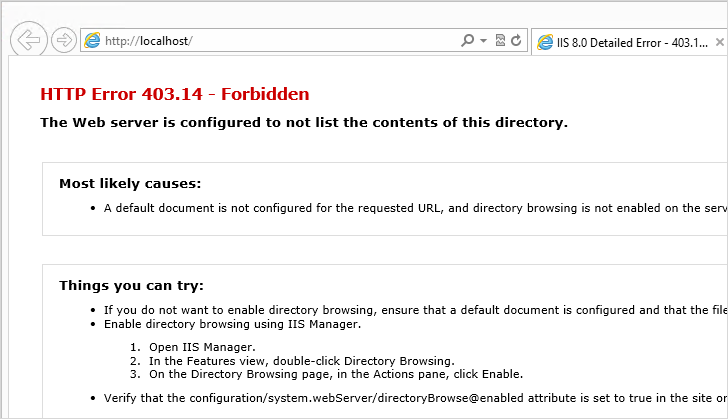 http://localhost/
IIS 8.0 Detailed Error - 403.1...
HTTP Error 403.14 - Forbidden
The Web server is configured to not list the contents of this directory.
Most likely causes:
• A default document is not configured for the requested URL, and directory browsing is not enabled on the serv
Things you can try:
• If you do not want to enable directory browsing, ensure that a default document is configured and that the file
• Enable directory browsing using IIS Manager.
1. Open IIS Manager.
2. In the Features view, double-click Directory Browsing.
3. On the Directory Browsing page, in the Actions pane, click Enable.
• Verify that the configuration/system.webServer/directoryBrowse@enabled attribute is set to true in the site or